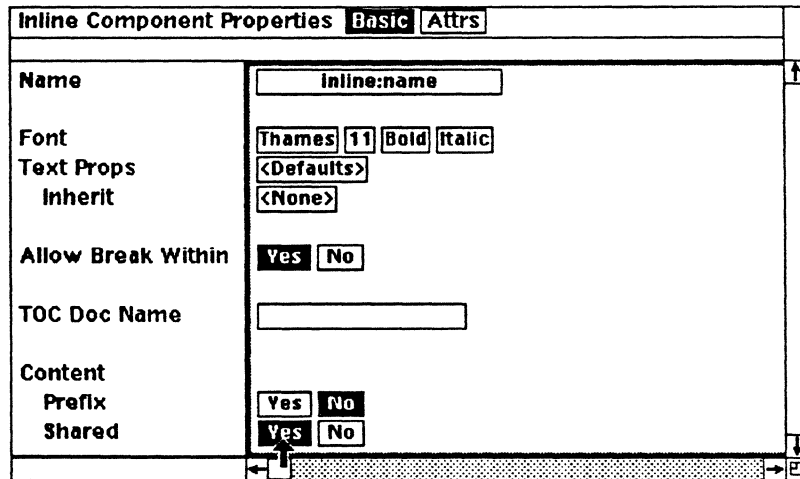 Inline Component Properties Basic Attrs
Name inline:name
Font Thames 11 Bold Italic
Text Props <Defaults>
Inherit <None>
Allow Break Within Yes No
TOC Doc Name
Content
Prefix Yes No
Shared Yes No